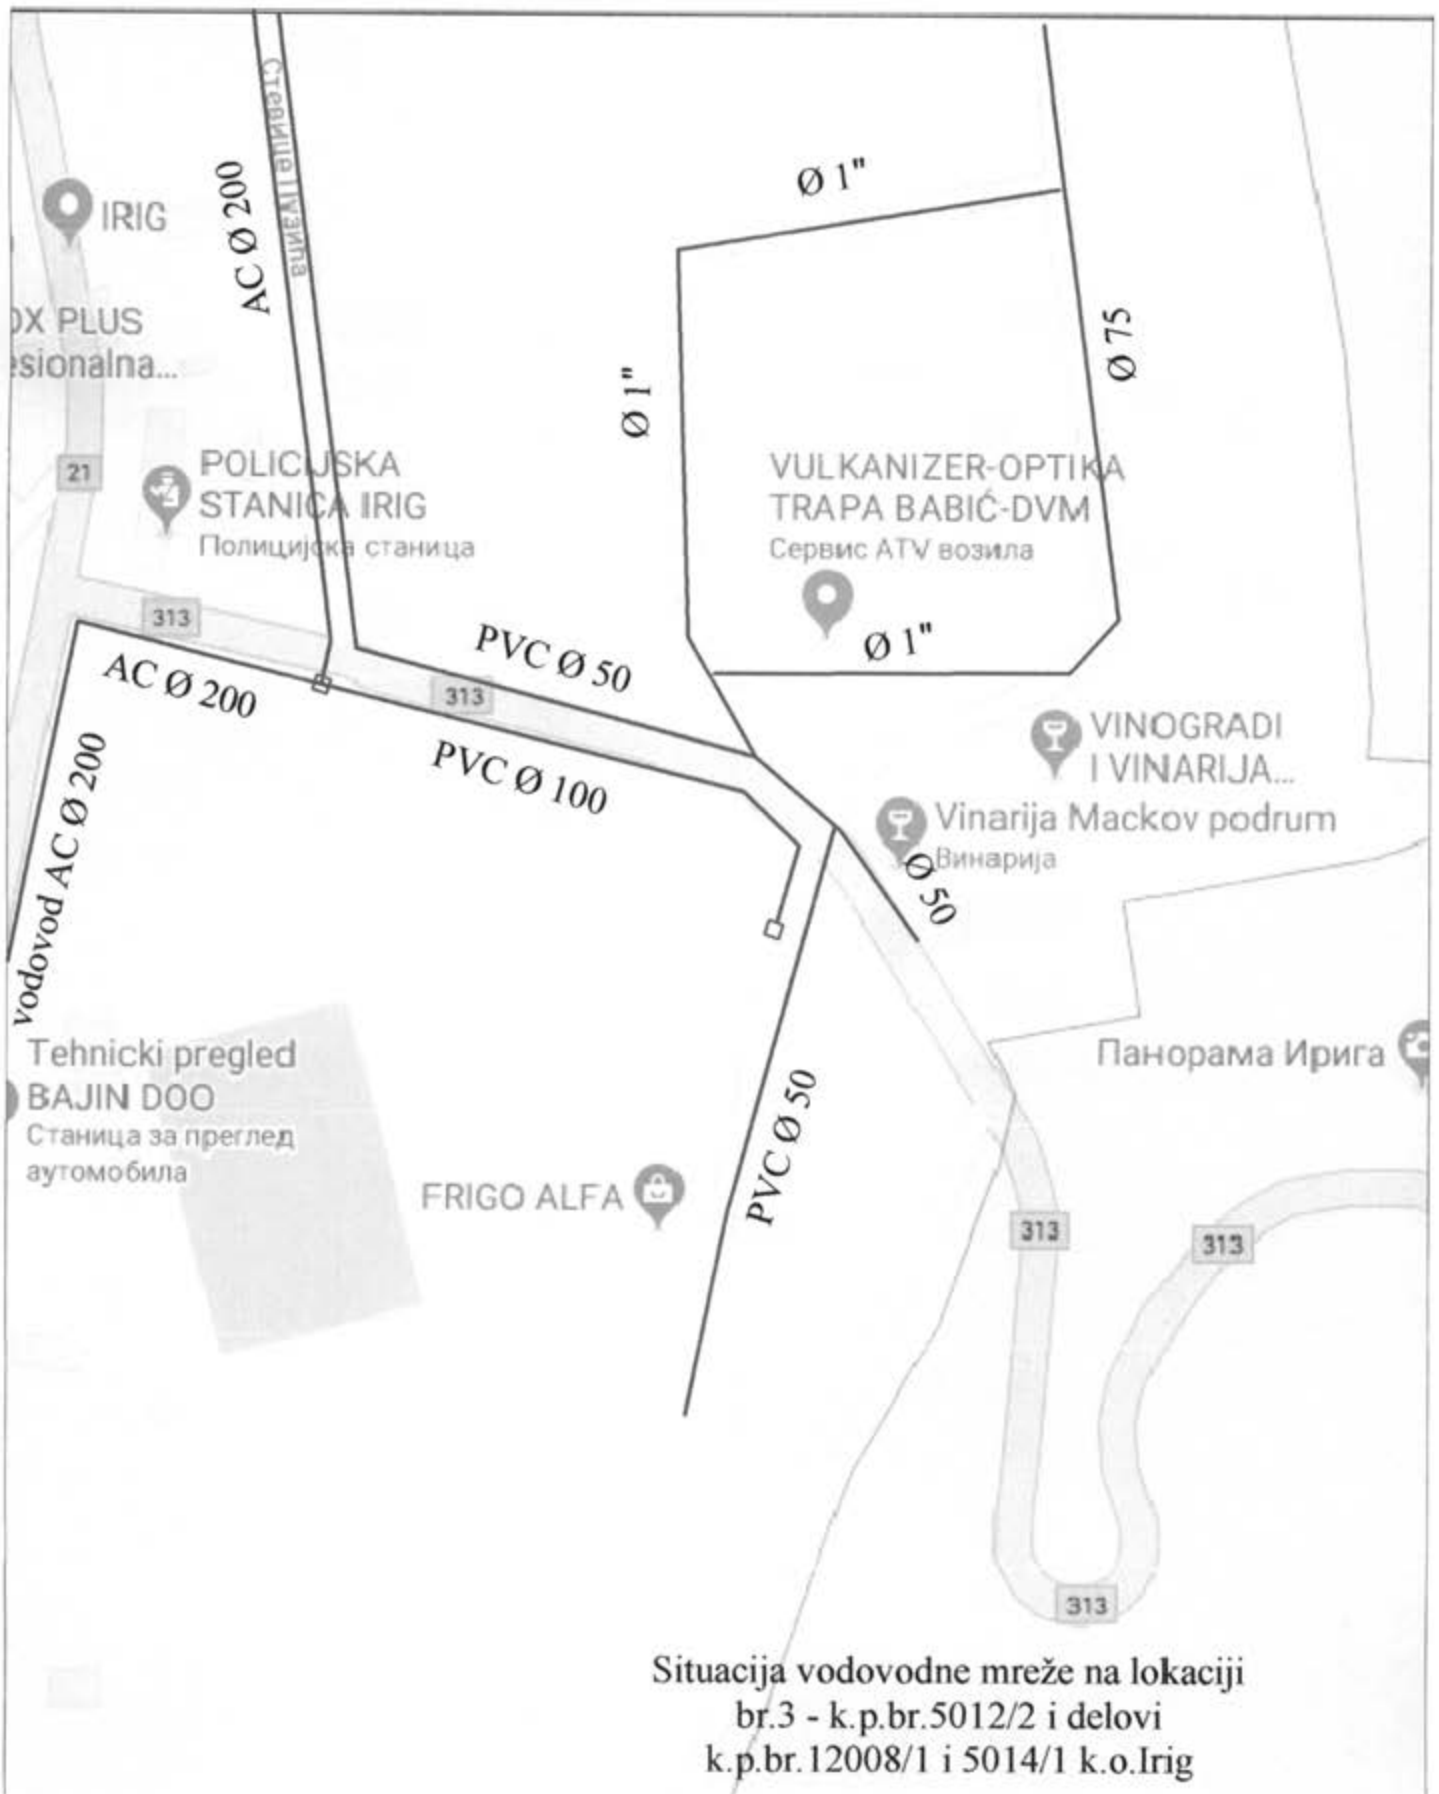 Стевице Пузића
AC Ø 200
Ø 1"
IRIG
OX PLUS
esionalna...
Ø 75
Ø 1"
21
POLICIJSKA
STANICA IRIG
Полицијска станица
VULKANIZER-OPTIKA
TRAPA BABIĆ-DVM
Сервис ATV возила
313
Ø 1"
PVC Ø 50
AC Ø 200
313
VINOGRADI
I VINARIJA...
PVC Ø 100
Vinarija Mackov podrum
Винарија
Ø 50
vodovod AC Ø 200
Tehnicki pregled
BAJIN DOO
Станица за преглед
аутомобила
Панорама Ирига
PVC Ø 50
FRIGO ALFA
313
313
313
Situacija vodovodne mreže na lokaciji
br.3 - k.p.br.5012/2 i delovi
k.p.br.12008/1 i 5014/1 k.o.Irig